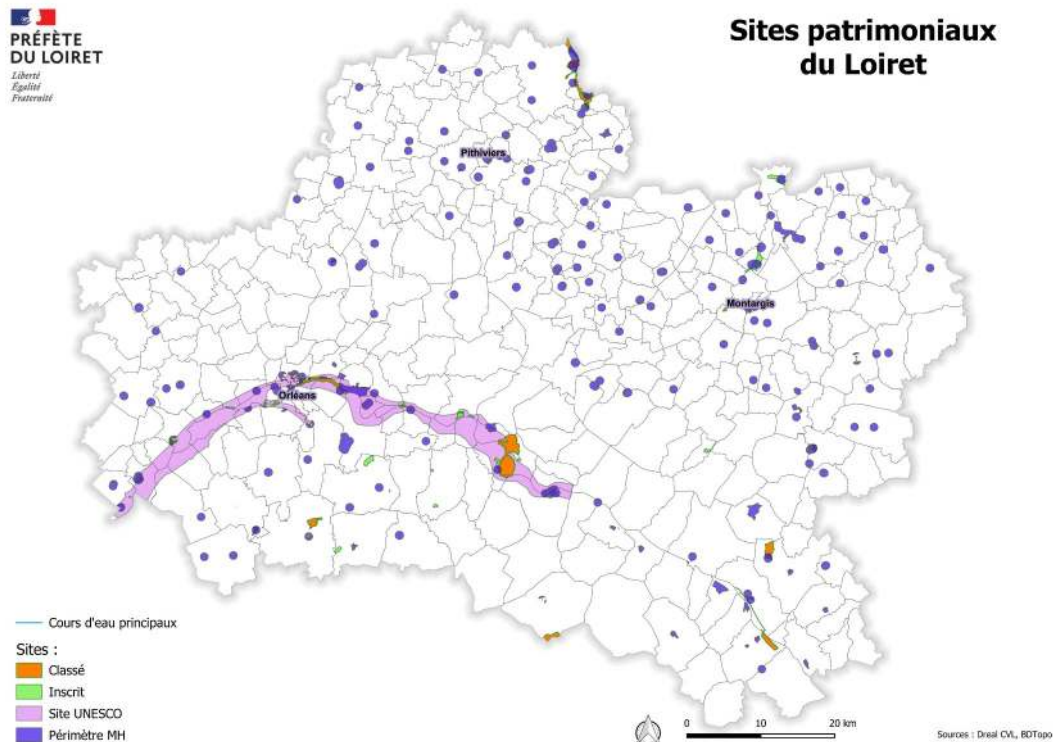 PRÉFÈTE
DU LOIRET
Liberté
Égalité
Fraternité
Sites patrimoniaux
du Loiret
Pithiviers
Montargis
Orléans
Cours d'eau principaux
Sites :
Classé
Inscrit
Site UNESCO
Périmètre MH
0 10 20 km
Sources : Dreal CVL, BDTopo